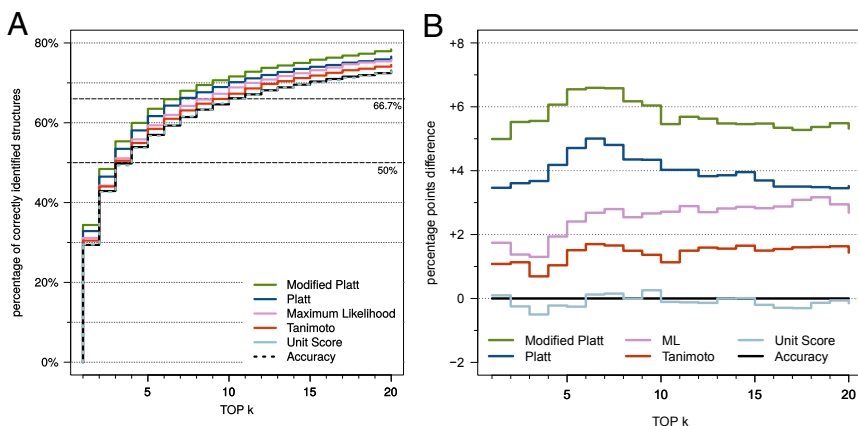 A
percentage of correctly identified structures
80%
60%
40%
20%
0%
66.7%
50%
Modified Platt
Platt
Maximum Likelihood
Tanimoto
Unit Score
Accuracy
5
10
15
20
TOP k
B
percentage points difference
+8
+6
+4
+2
0
−2
Modified Platt
ML
Unit Score
Platt
Tanimoto
Accuracy
5
10
15
20
TOP k